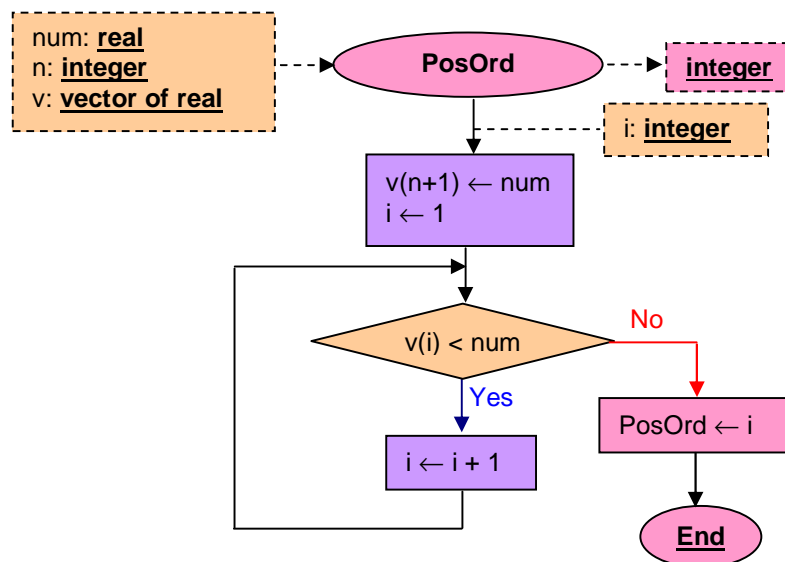 num: real
n: integer
v: vector of real
PosOrd
integer
i: integer
v(n+1) ← num
i ← 1
v(i) < num
No
Yes
PosOrd ← i
i ← i + 1
End